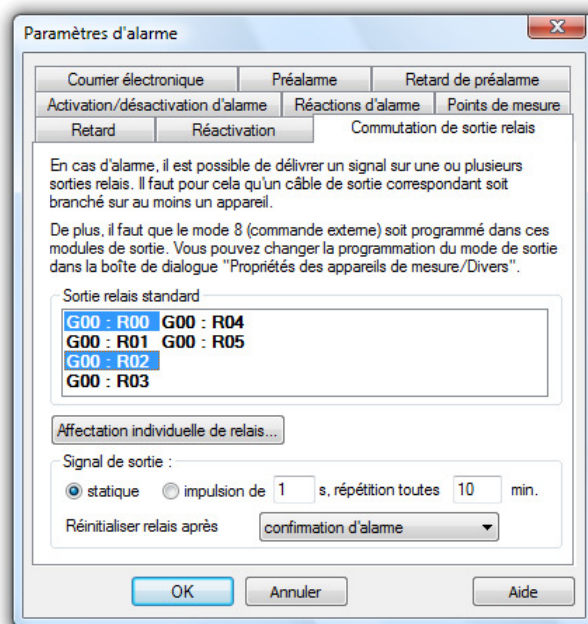 Paramètres d'alarme
Courrier électronique Préalarme Retard de préalarme
Activation/désactivation d'alarme Réactions d'alarme Points de mesure
Retard Réactivation Commutation de sortie relais
En cas d'alarme, il est possible de délivrer un signal sur une ou plusieurs
sorties relais. Il faut pour cela qu'un câble de sortie correspondant soit
branché sur au moins un appareil.
De plus, il faut que le mode 8 (commande externe) soit programmé dans ces
modules de sortie. Vous pouvez changer la programmation du mode de sortie
dans la boîte de dialogue "Propriétés des appareils de mesure/Divers".
Sortie relais standard
G00 : R00 G00 : R04
G00 : R01 G00 : R05
G00 : R02
G00 : R03
Affectation individuelle de relais...
Signal de sortie :
statique impulsion de 1 s, répétition toutes 10 min.
Réinitialiser relais après confirmation d'alarme
OK Annuler Aide